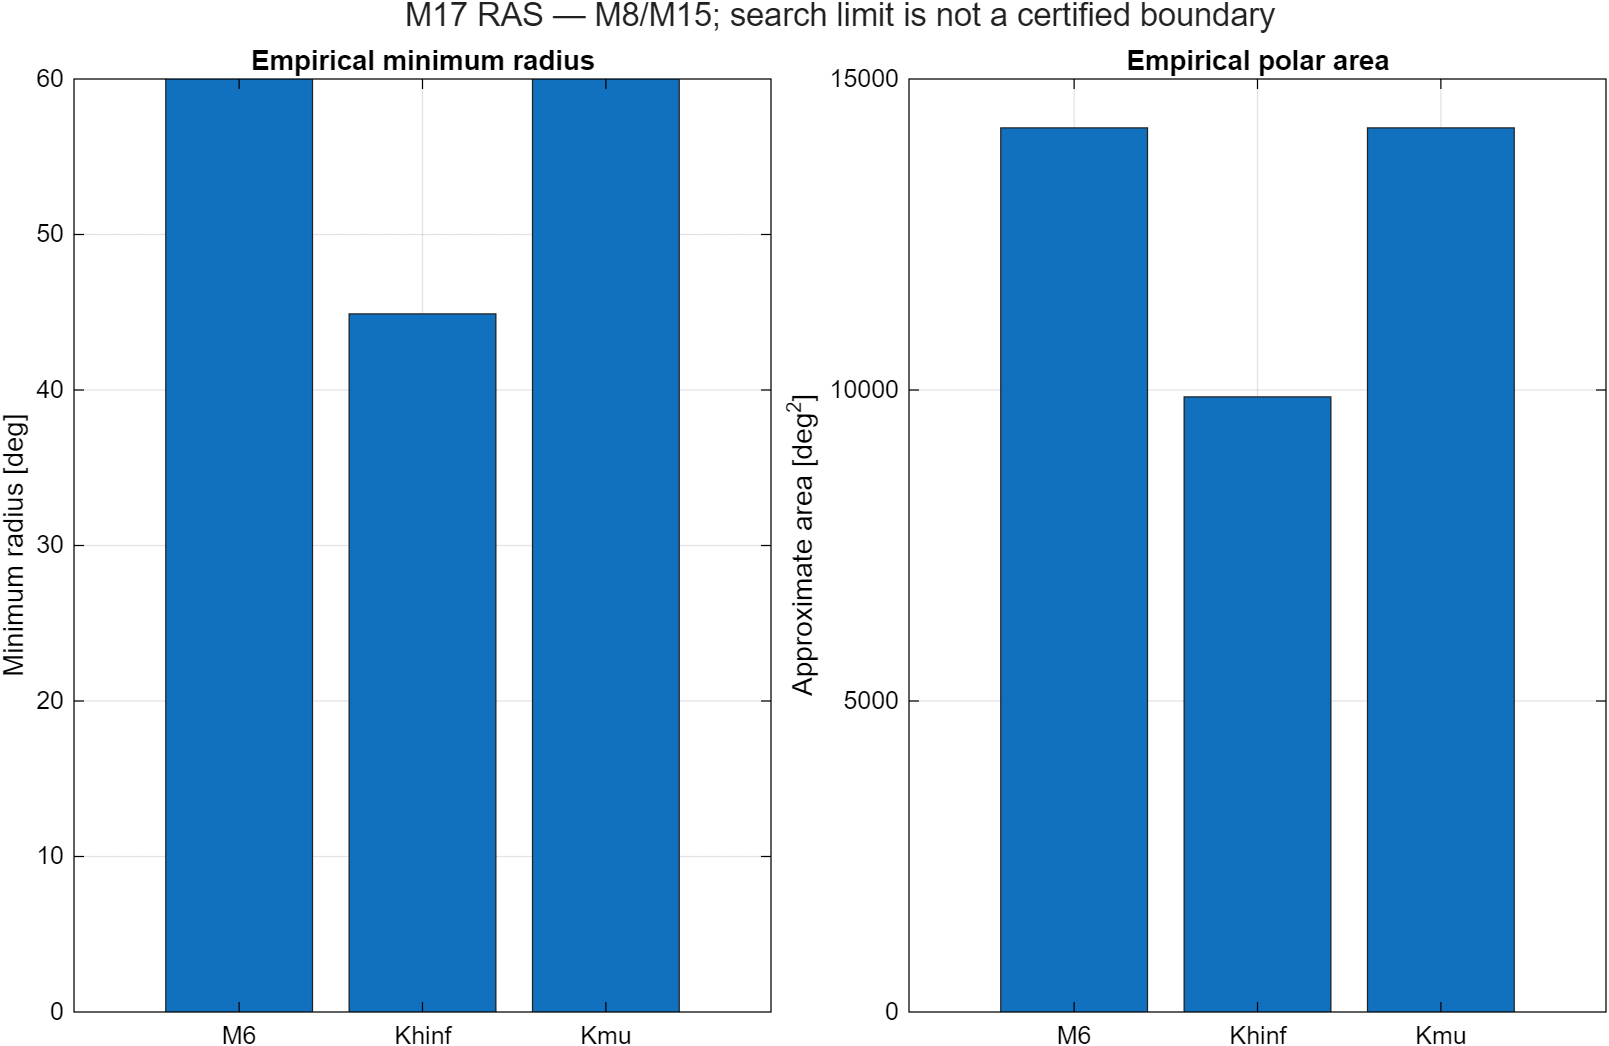 M17 RAS — M8/M15; search limit is not a certified boundary
Empirical minimum radius
60
50
40
30
20
10
0
Minimum radius [deg]
M6
Khinf
Kmu
Empirical polar area
15000
10000
5000
0
Approximate area [deg²]
M6
Khinf
Kmu